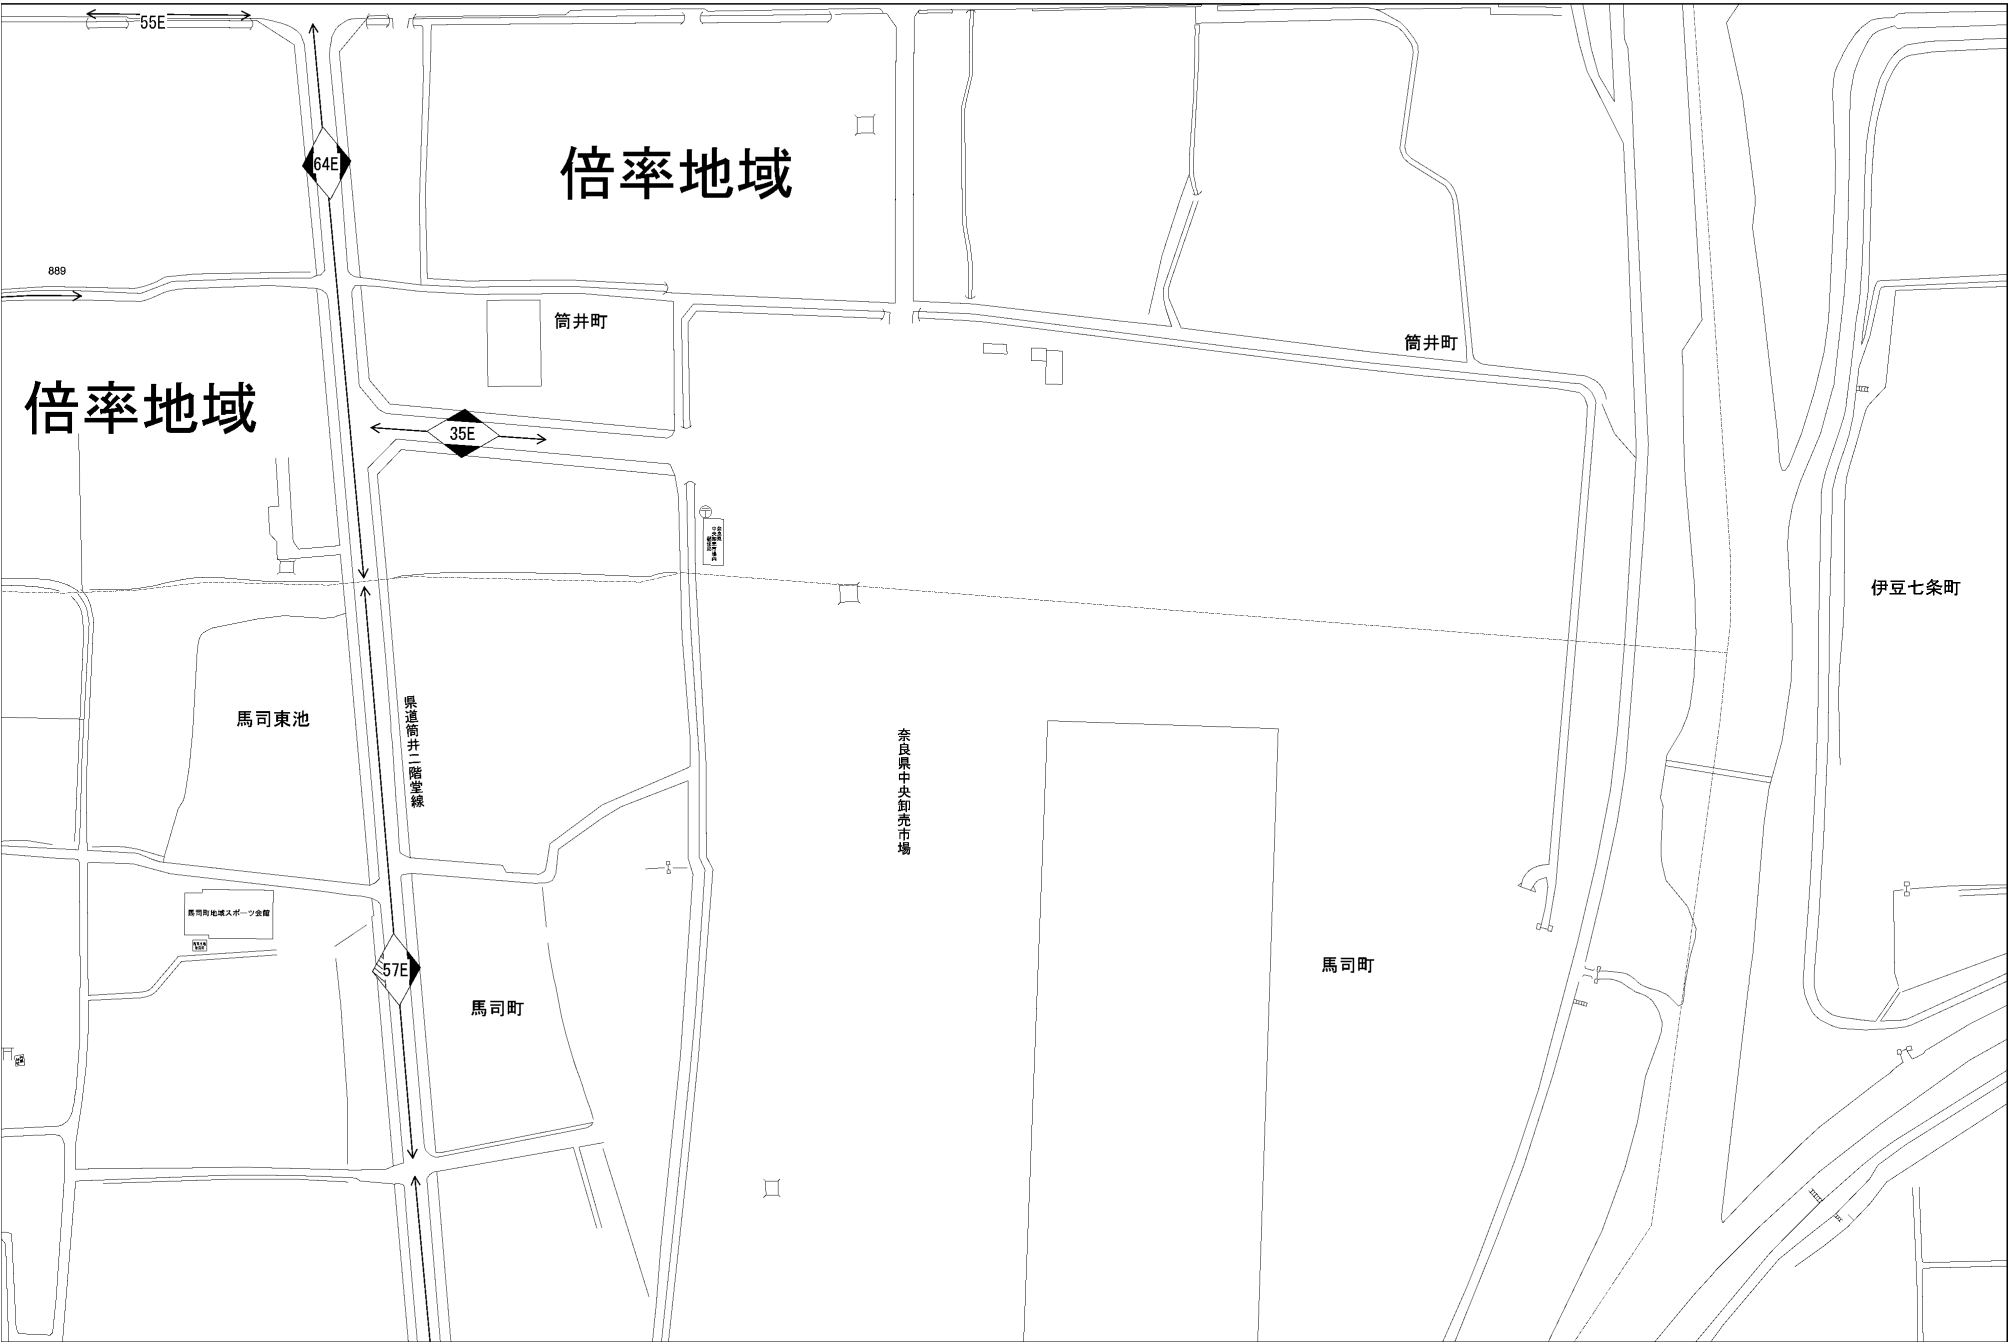 55E
64E
倍率地域
889
筒井町
筒井町
倍率地域
35E
伊豆七条町
馬司東池
県道筒井二階堂線
奈良県中央卸売市場
馬司町地域スポーツ会館
57E
馬司町
馬司町